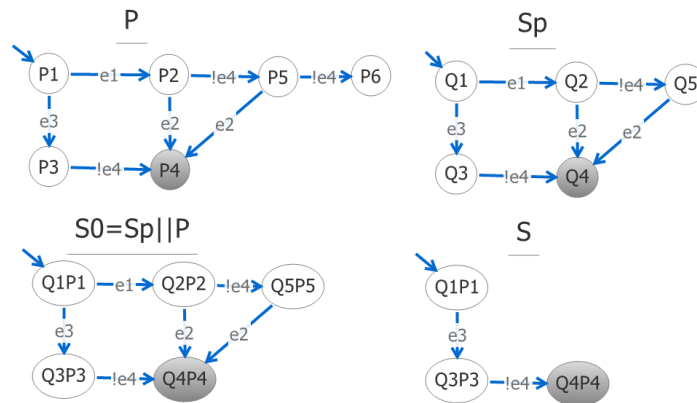 P
Sp
P1 e1 P2 !e4 P5 !e4 P6
Q1 e1 Q2 !e4 Q5
e3 e2 e2
e3 e2 e2
P3 !e4 P4
Q3 !e4 Q4
S0=Sp||P
S
Q1P1 e1 Q2P2 !e4 Q5P5
Q1P1
e3 e2 e2
e3
Q3P3 !e4 Q4P4
Q3P3 !e4 Q4P4